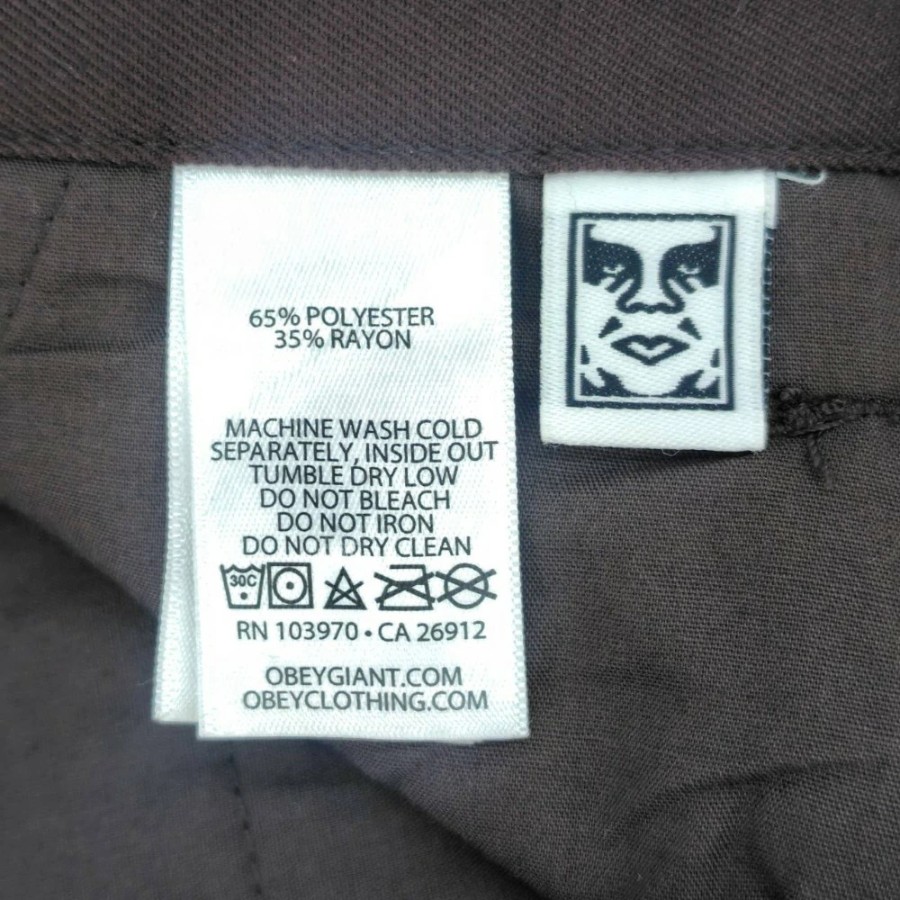 65% POLYESTER
35% RAYON
MACHINE WASH COLD
SEPARATELY, INSIDE OUT
TUMBLE DRY LOW
DO NOT BLEACH
DO NOT IRON
DO NOT DRY CLEAN
30C
RN 103970 • CA 26912
OBEYGIANT.COM
OBEYCLOTHING.COM